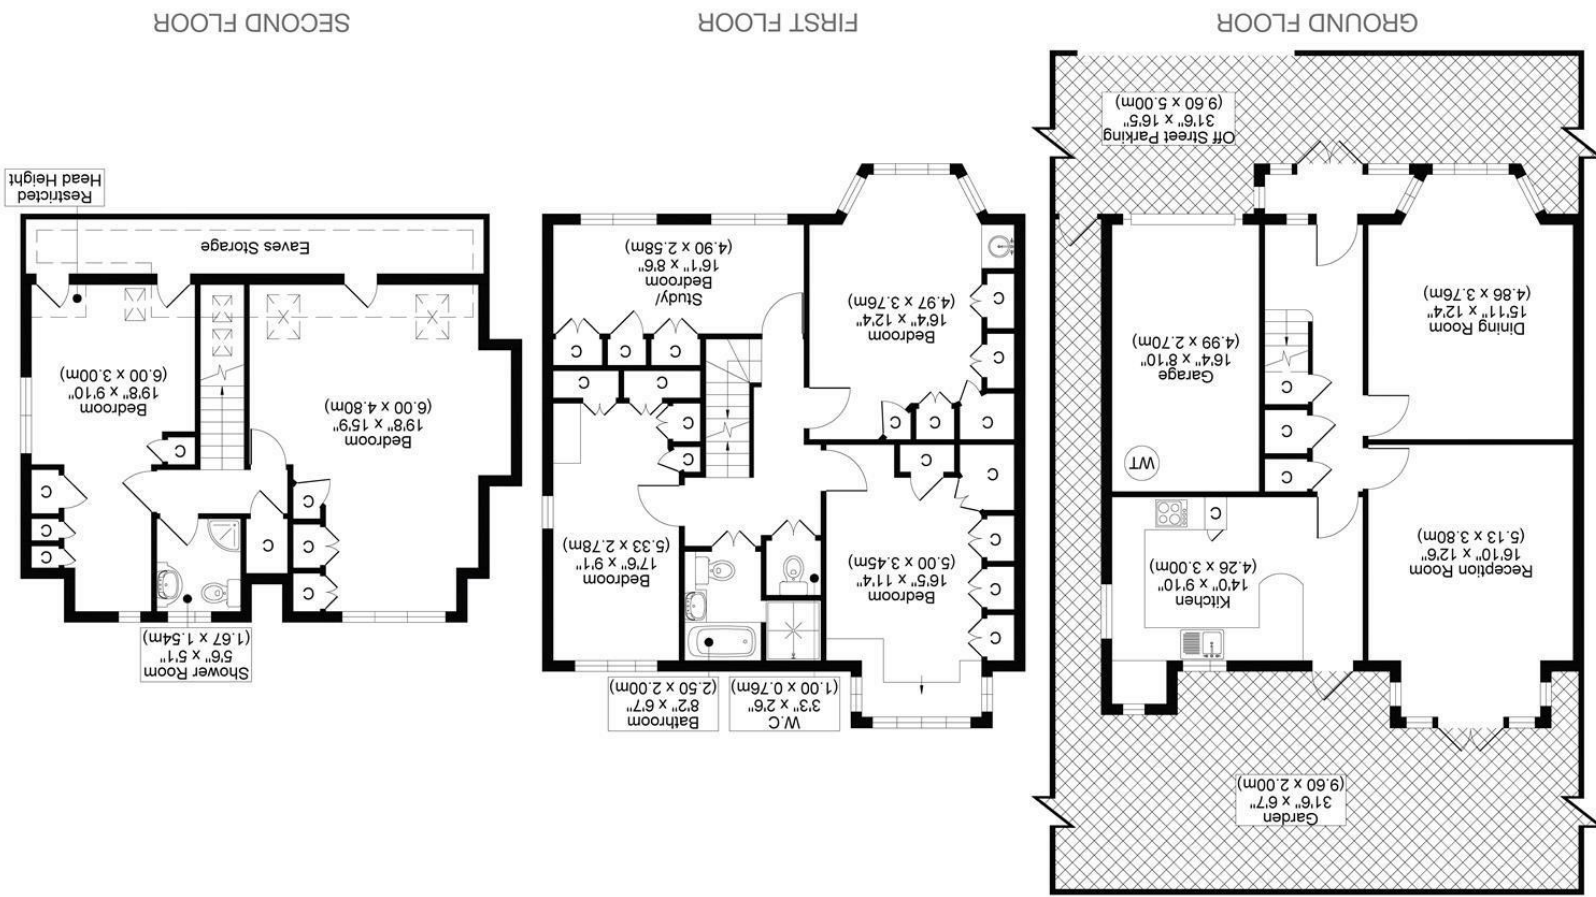 Garden
31'6" x 6'7"
(9.60 x 2.00m)
Kitchen
14'0" x 9'10"
(4.26 x 3.00m)
C
Reception Room
16'10" x 12'6"
(5.13 x 3.80m)
C
C
C
WT
Garage
16'4" x 8'10"
(4.99 x 2.70m)
Dining Room
15'11" x 12'4"
(4.86 x 3.76m)
Off Street Parking
31'6" x 16'5"
(9.60 x 5.00m)
GROUND FLOOR
W.C
3'3" x 2'6"
(1.00 x 0.76m)
Bathroom
8'2" x 6'7"
(2.50 x 2.00m)
C
C
C
C
C
Bedroom
16'5" x 11'4"
(5.00 x 3.45m)
Bedroom
17'6" x 9'1"
(5.33 x 2.78m)
C
C
C
C
C
C
C
C
C
C
C
C
Bedroom
16'4" x 12'4"
(4.97 x 3.76m)
Study/
Bedroom
16'1" x 8'6"
(4.90 x 2.58m)
FIRST FLOOR
Shower Room
5'6" x 5'1"
(1.67 x 1.54m)
C
C
C
C
C
C
C
C
Bedroom
19'8" x 15'9"
(6.00 x 4.80m)
Bedroom
19'8" x 9'10"
(6.00 x 3.00m)
Eaves Storage
Restricted
Head Height
SECOND FLOOR